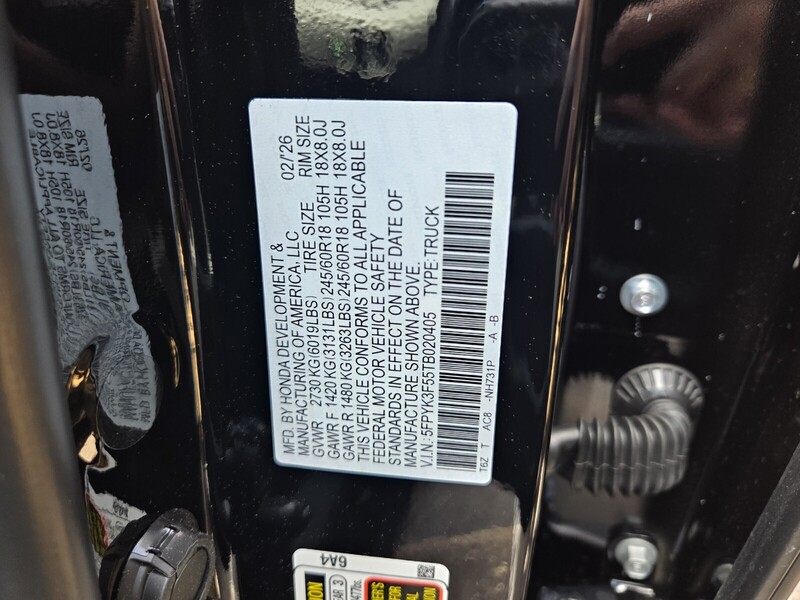 MFD. BY HONDA DEVELOPMENT &
MANUFACTURING OF AMERICA, LLC 02/'26
GVWR 2730 KG(6019LBS) TIRE SIZE RIM SIZE
GAWR F 1420 KG(3131LBS) 245/60R18 105H 18X8.0J
GAWR R 1480 KG(3263LBS) 245/60R18 105H 18X8.0J
THIS VEHICLE CONFORMS TO ALL APPLICABLE
FEDERAL MOTOR VEHICLE SAFETY
STANDARDS IN EFFECT ON THE DATE OF
MANUFACTURE SHOWN ABOVE.
V.I.N.: 5FPYK3F55TB020405 TYPE: TRUCK
T6Z T AC8 -NH731P -A -B
6A4